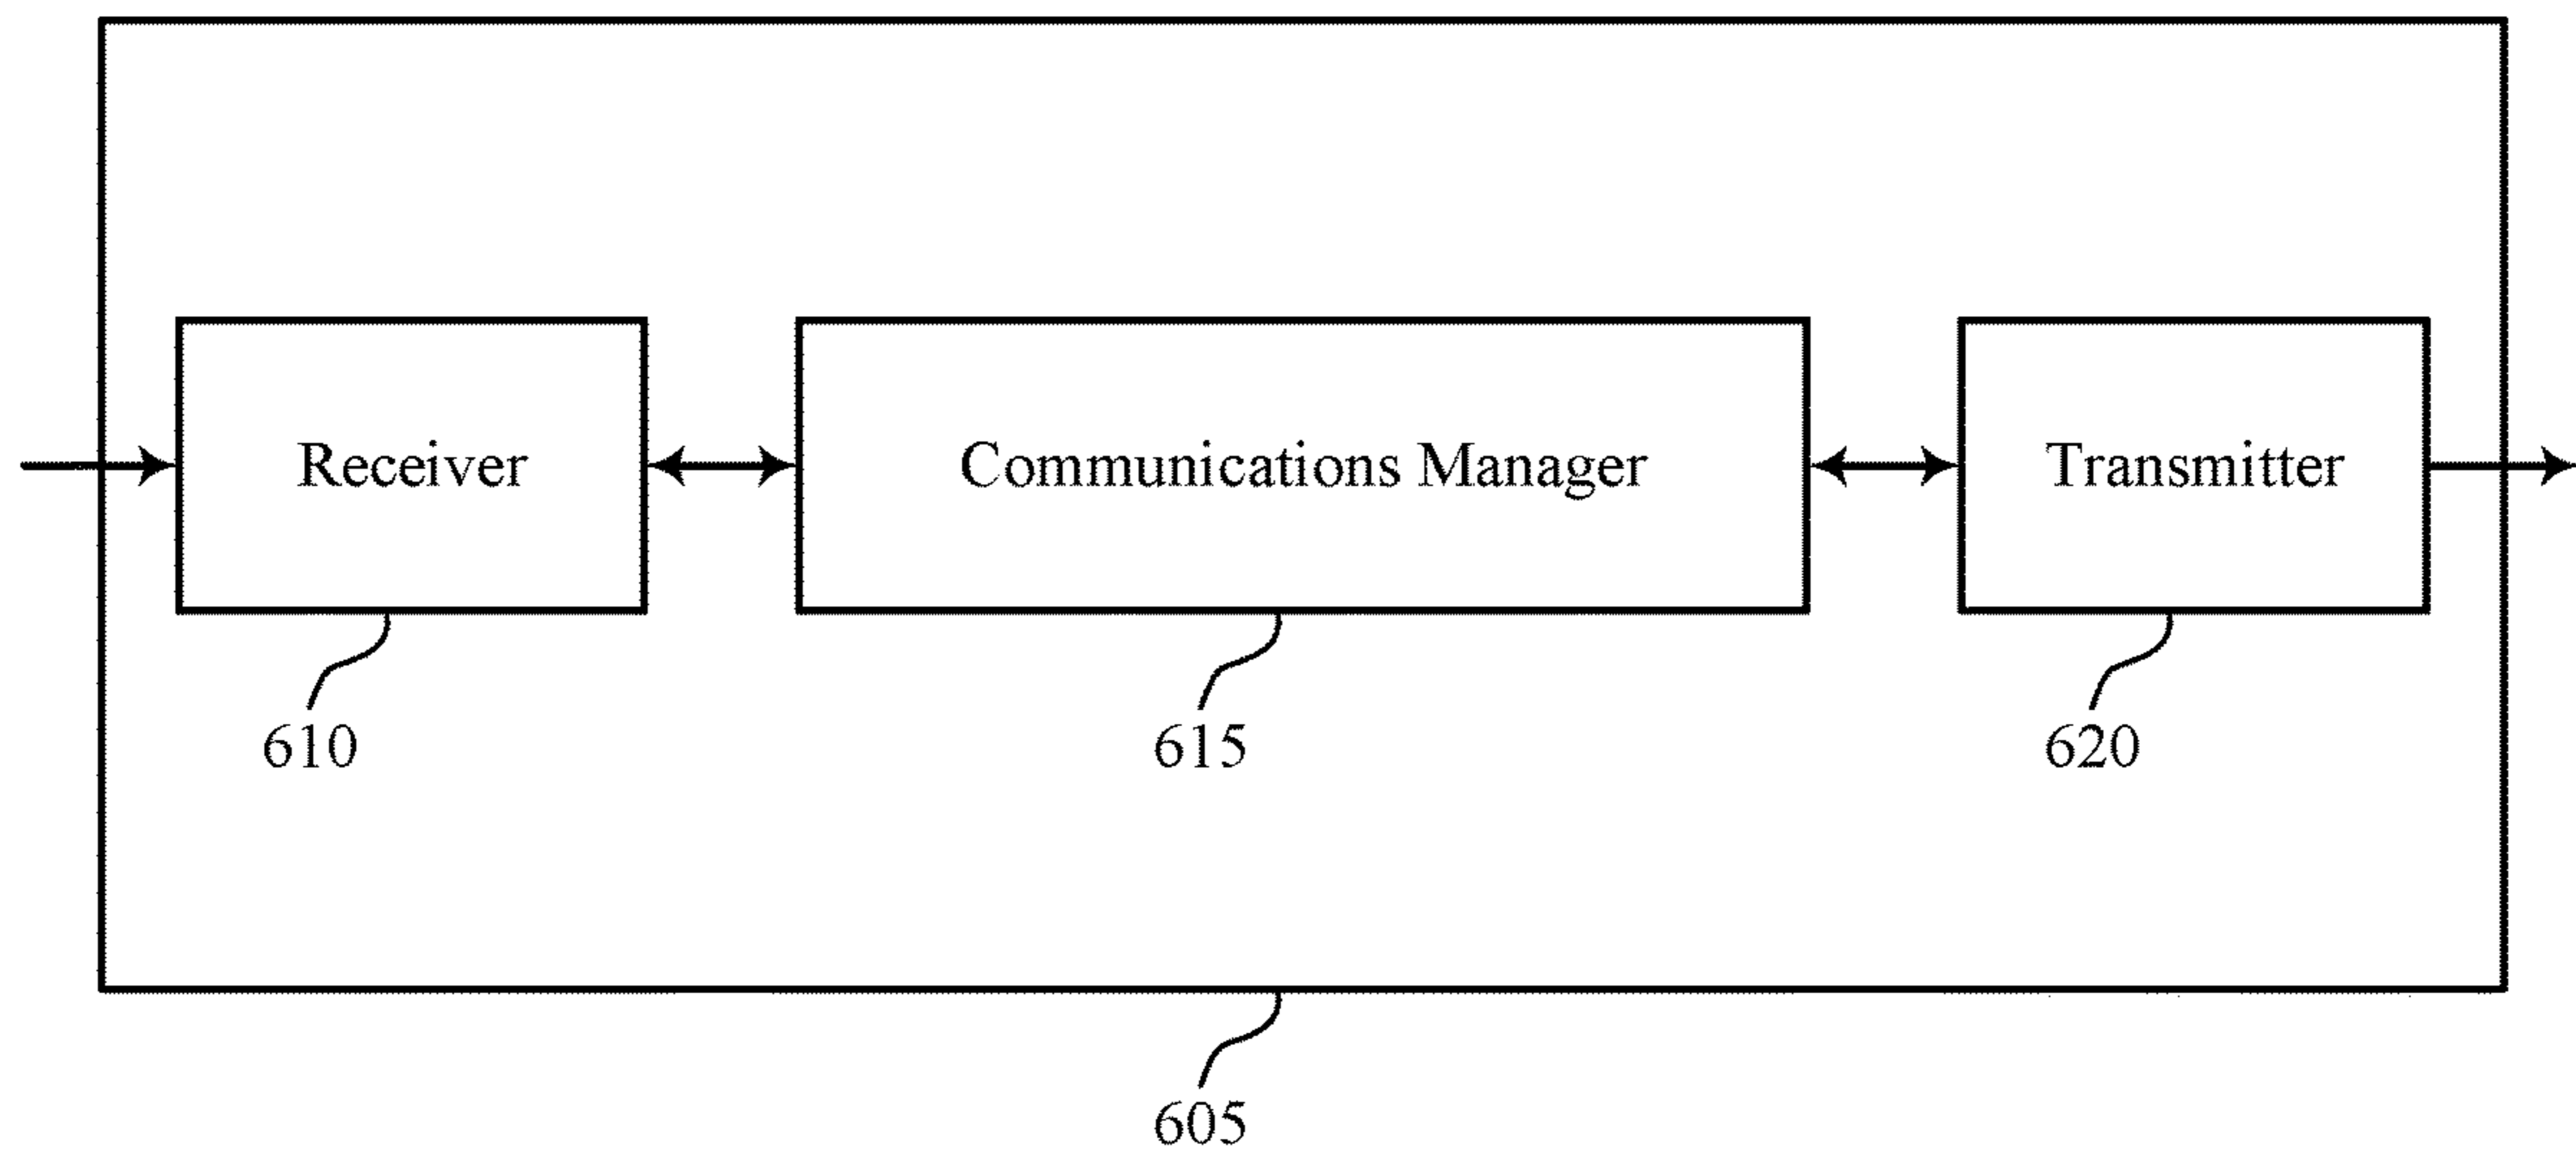 Receiver
Communications Manager
Transmitter
610
615
620
605